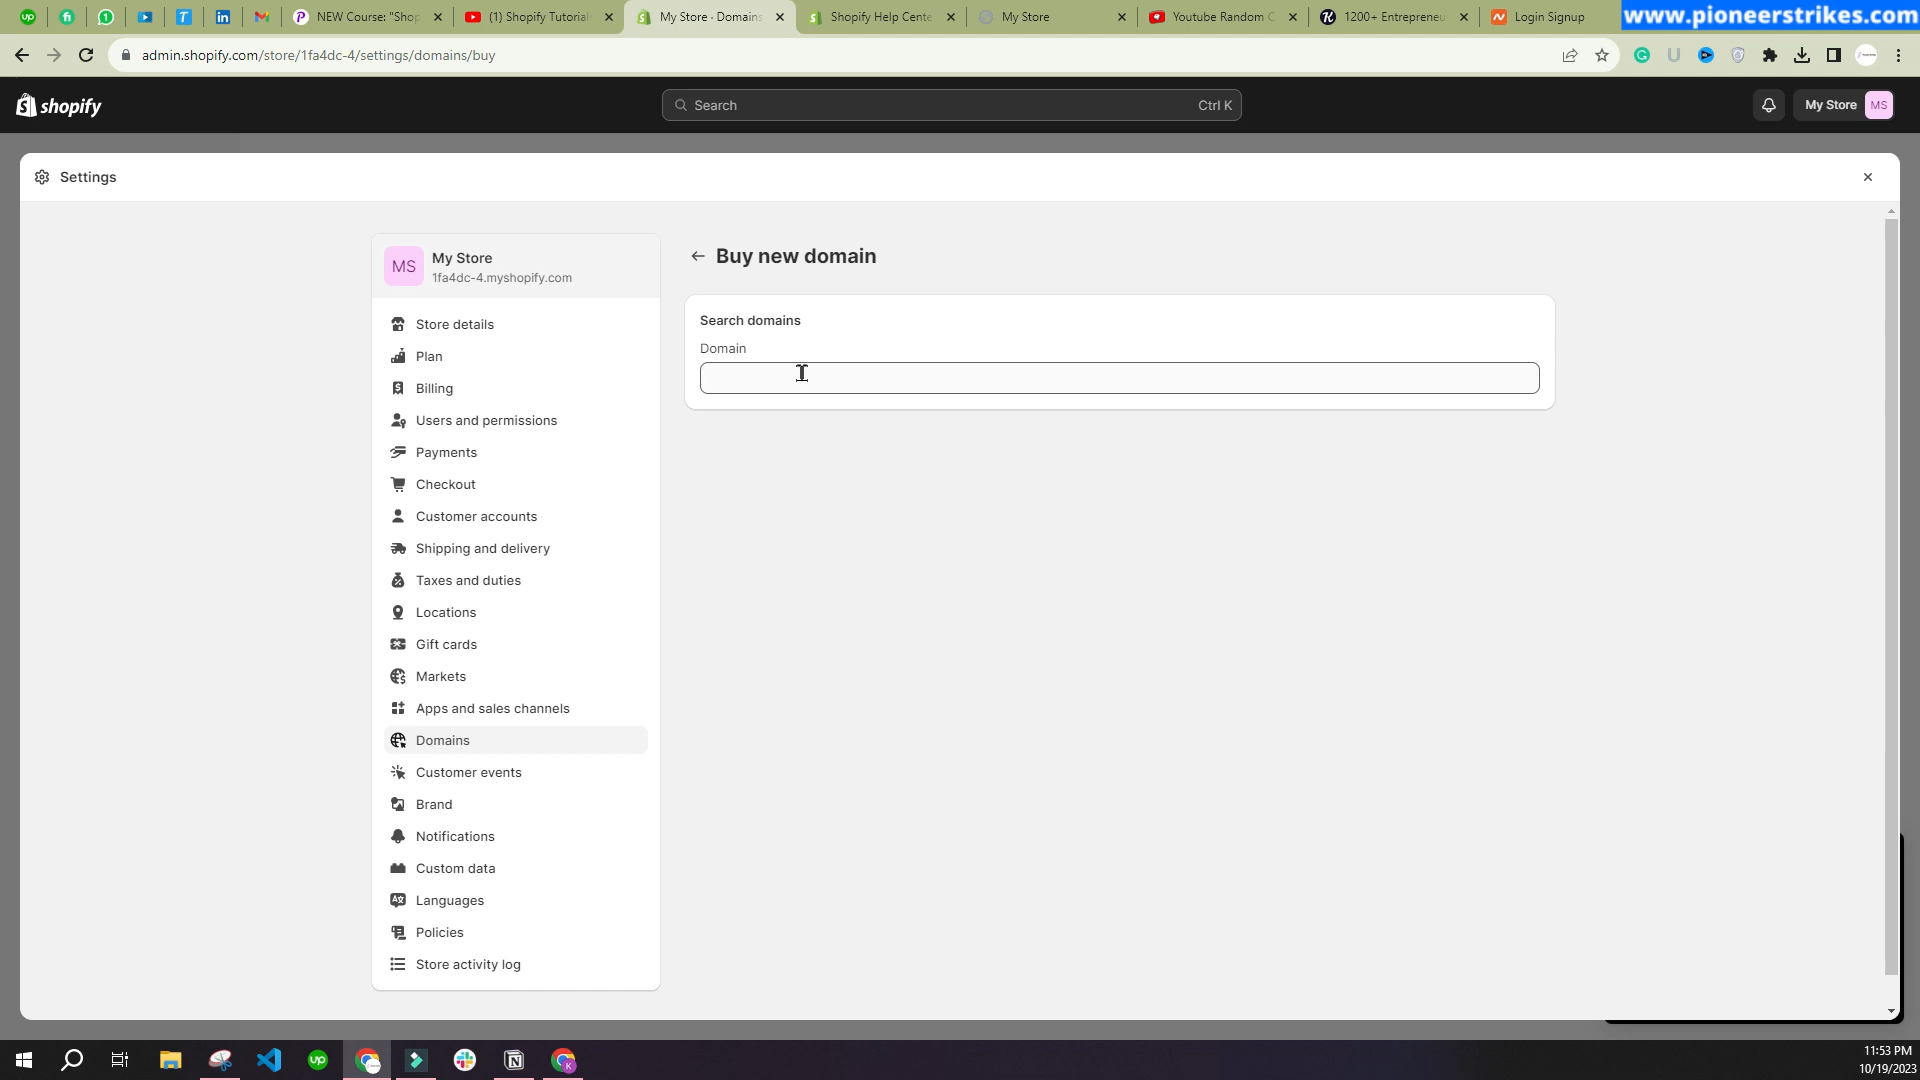 NEW Course: "Shop
(1) Shopify Tutorial
My Store · Domains
Shopify Help Cente
My Store
Youtube Random C
1200+ Entrepreneu
Login Signup
www.pioneerstrikes.com
admin.shopify.com/store/1fa4dc-4/settings/domains/buy
shopify
Search
Ctrl K
My Store
MS
Settings
MS
My Store
1fa4dc-4.myshopify.com
Store details
Plan
Billing
Users and permissions
Payments
Checkout
Customer accounts
Shipping and delivery
Taxes and duties
Locations
Gift cards
Markets
Apps and sales channels
Domains
Customer events
Brand
Notifications
Custom data
Languages
Policies
Store activity log
Buy new domain
Search domains
Domain
11:53 PM
10/19/2023